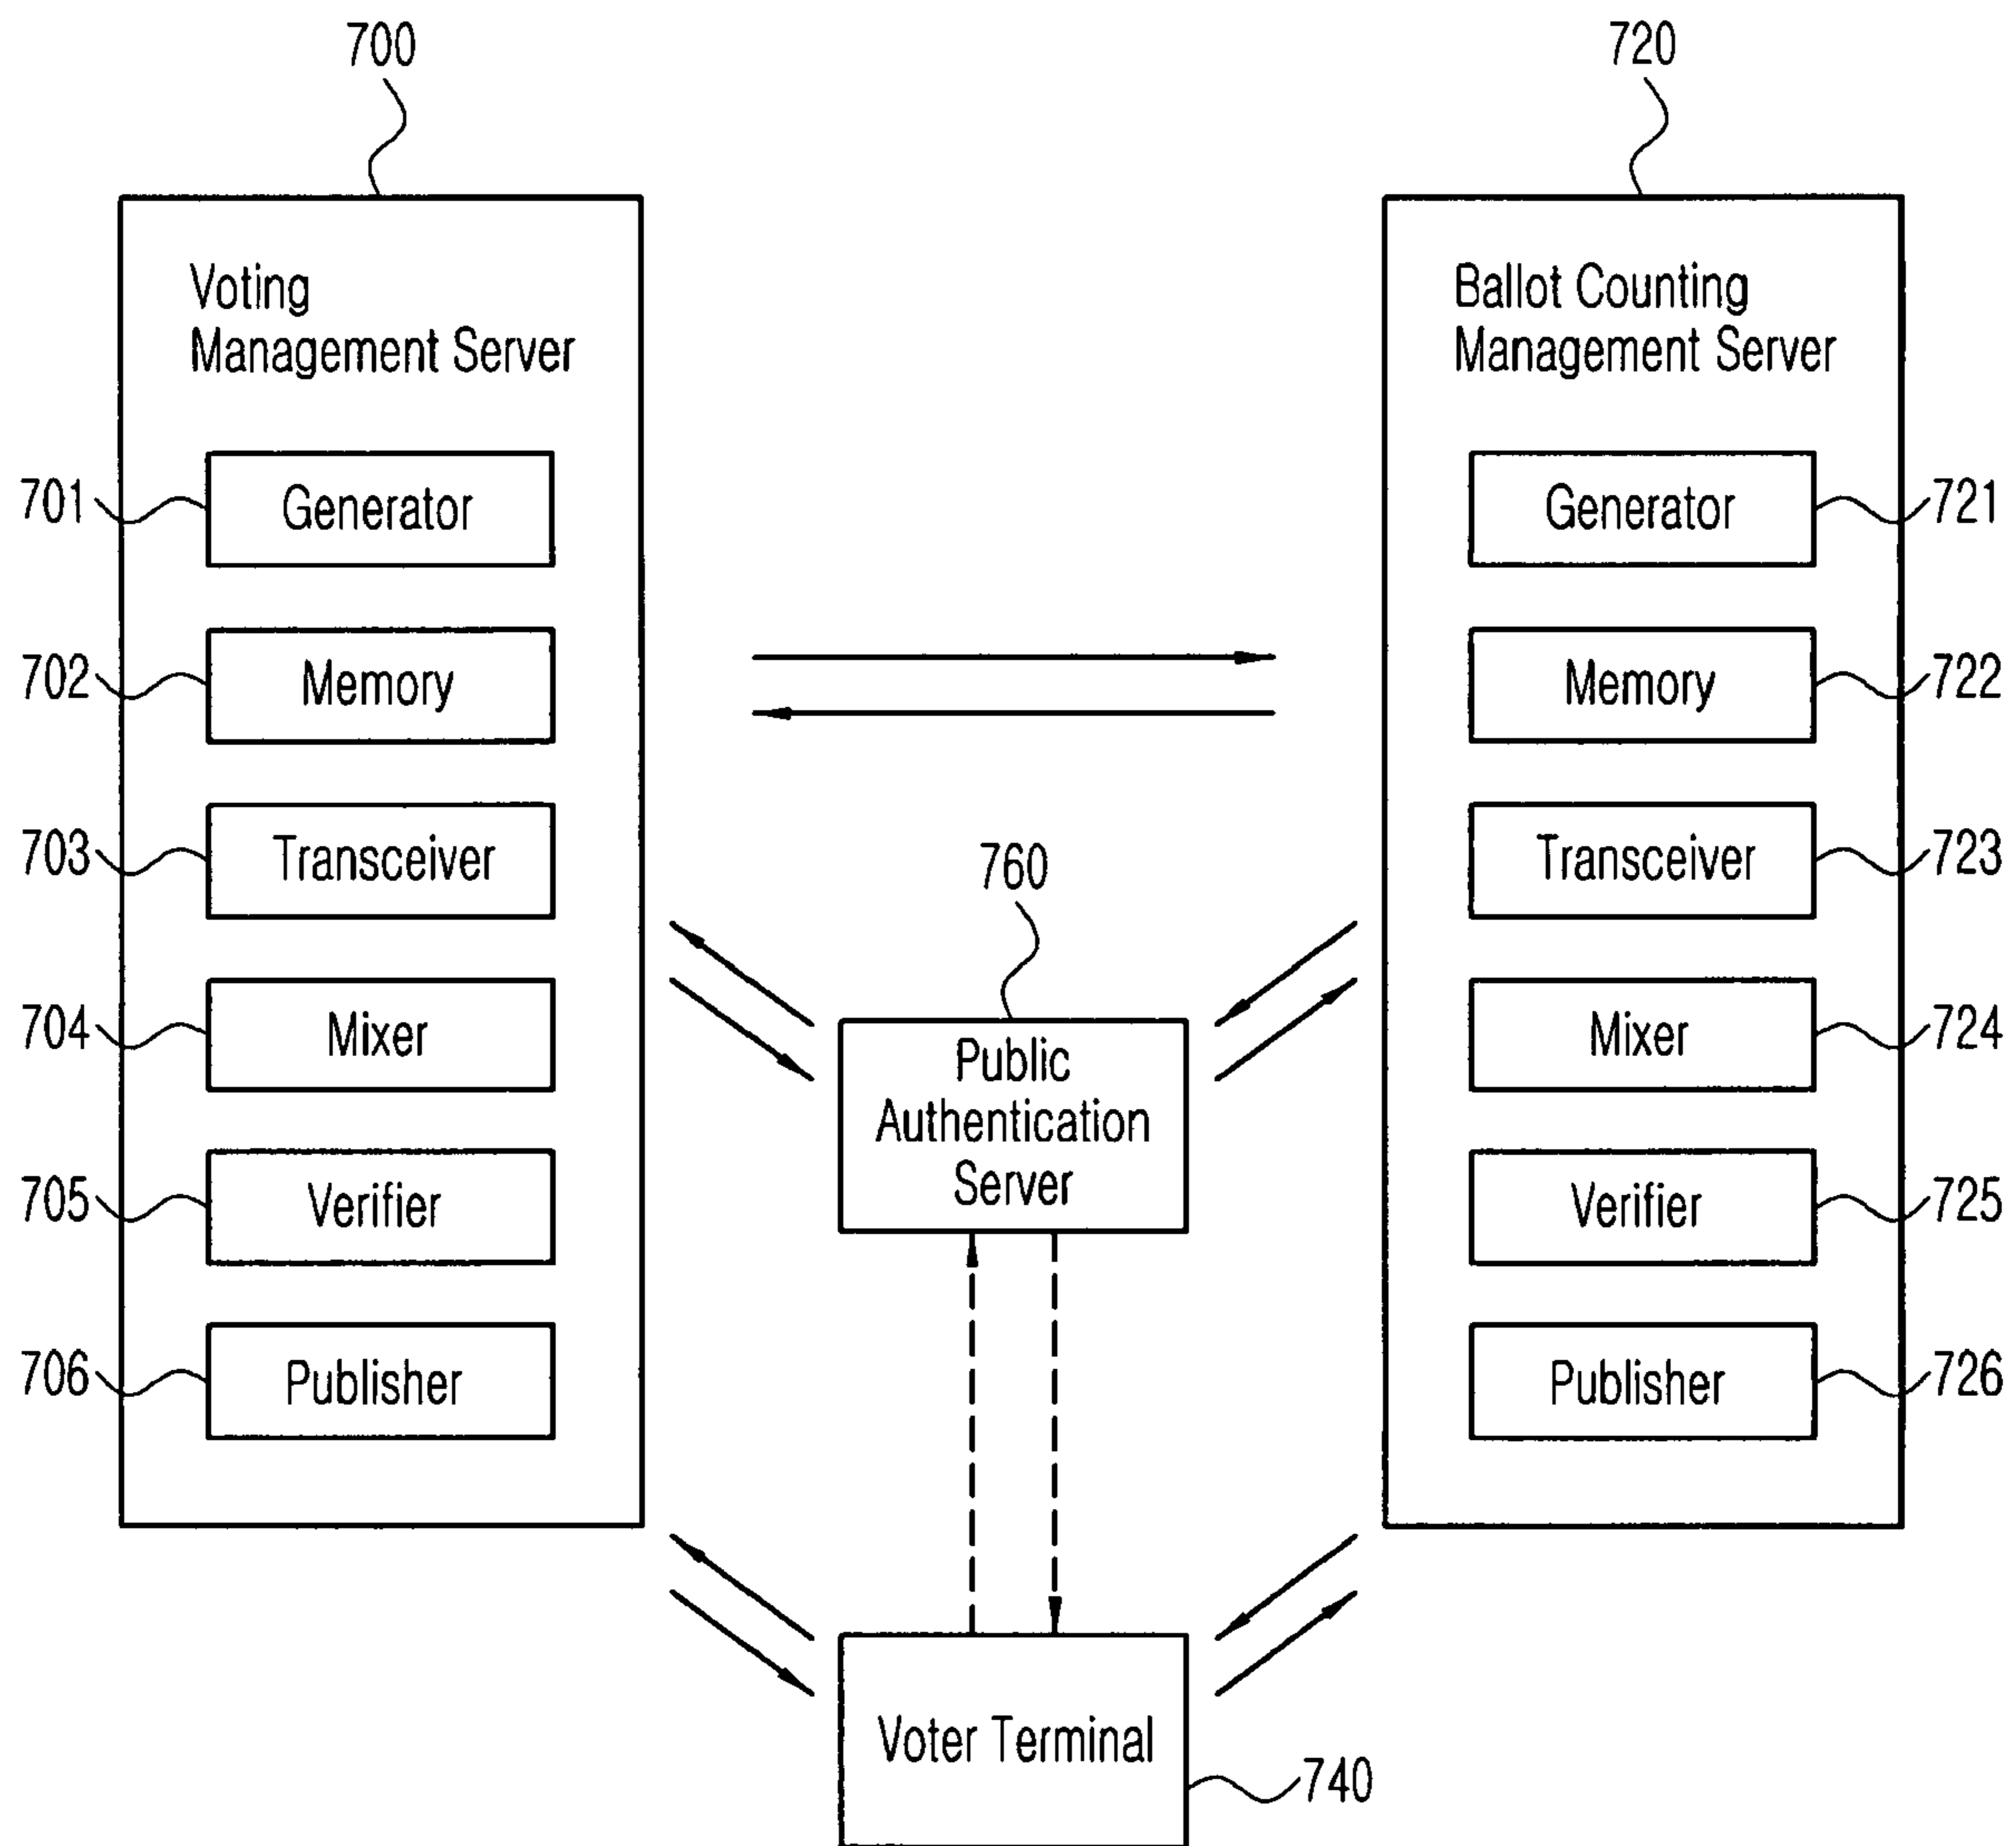 700
720
Voting
Management Server
Ballot Counting
Management Server
701
Generator
Generator
721
702
Memory
Memory
722
703
Transceiver
Transceiver
723
760
704
Mixer
Public
Authentication
Server
Mixer
724
705
Verifier
Verifier
725
706
Publisher
Publisher
726
Voter Terminal
740